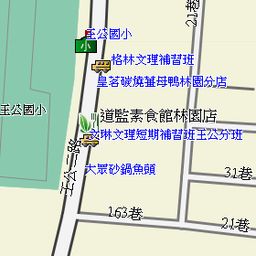 王公國小
小
格林文理補習班
皇茗碳燒薑母鴨林園分店
王公國小
道監素食館林園店
文琳文理短期補習班王公分班
大眾砂鍋魚頭
王公二路
21巷
31巷
163巷
21巷